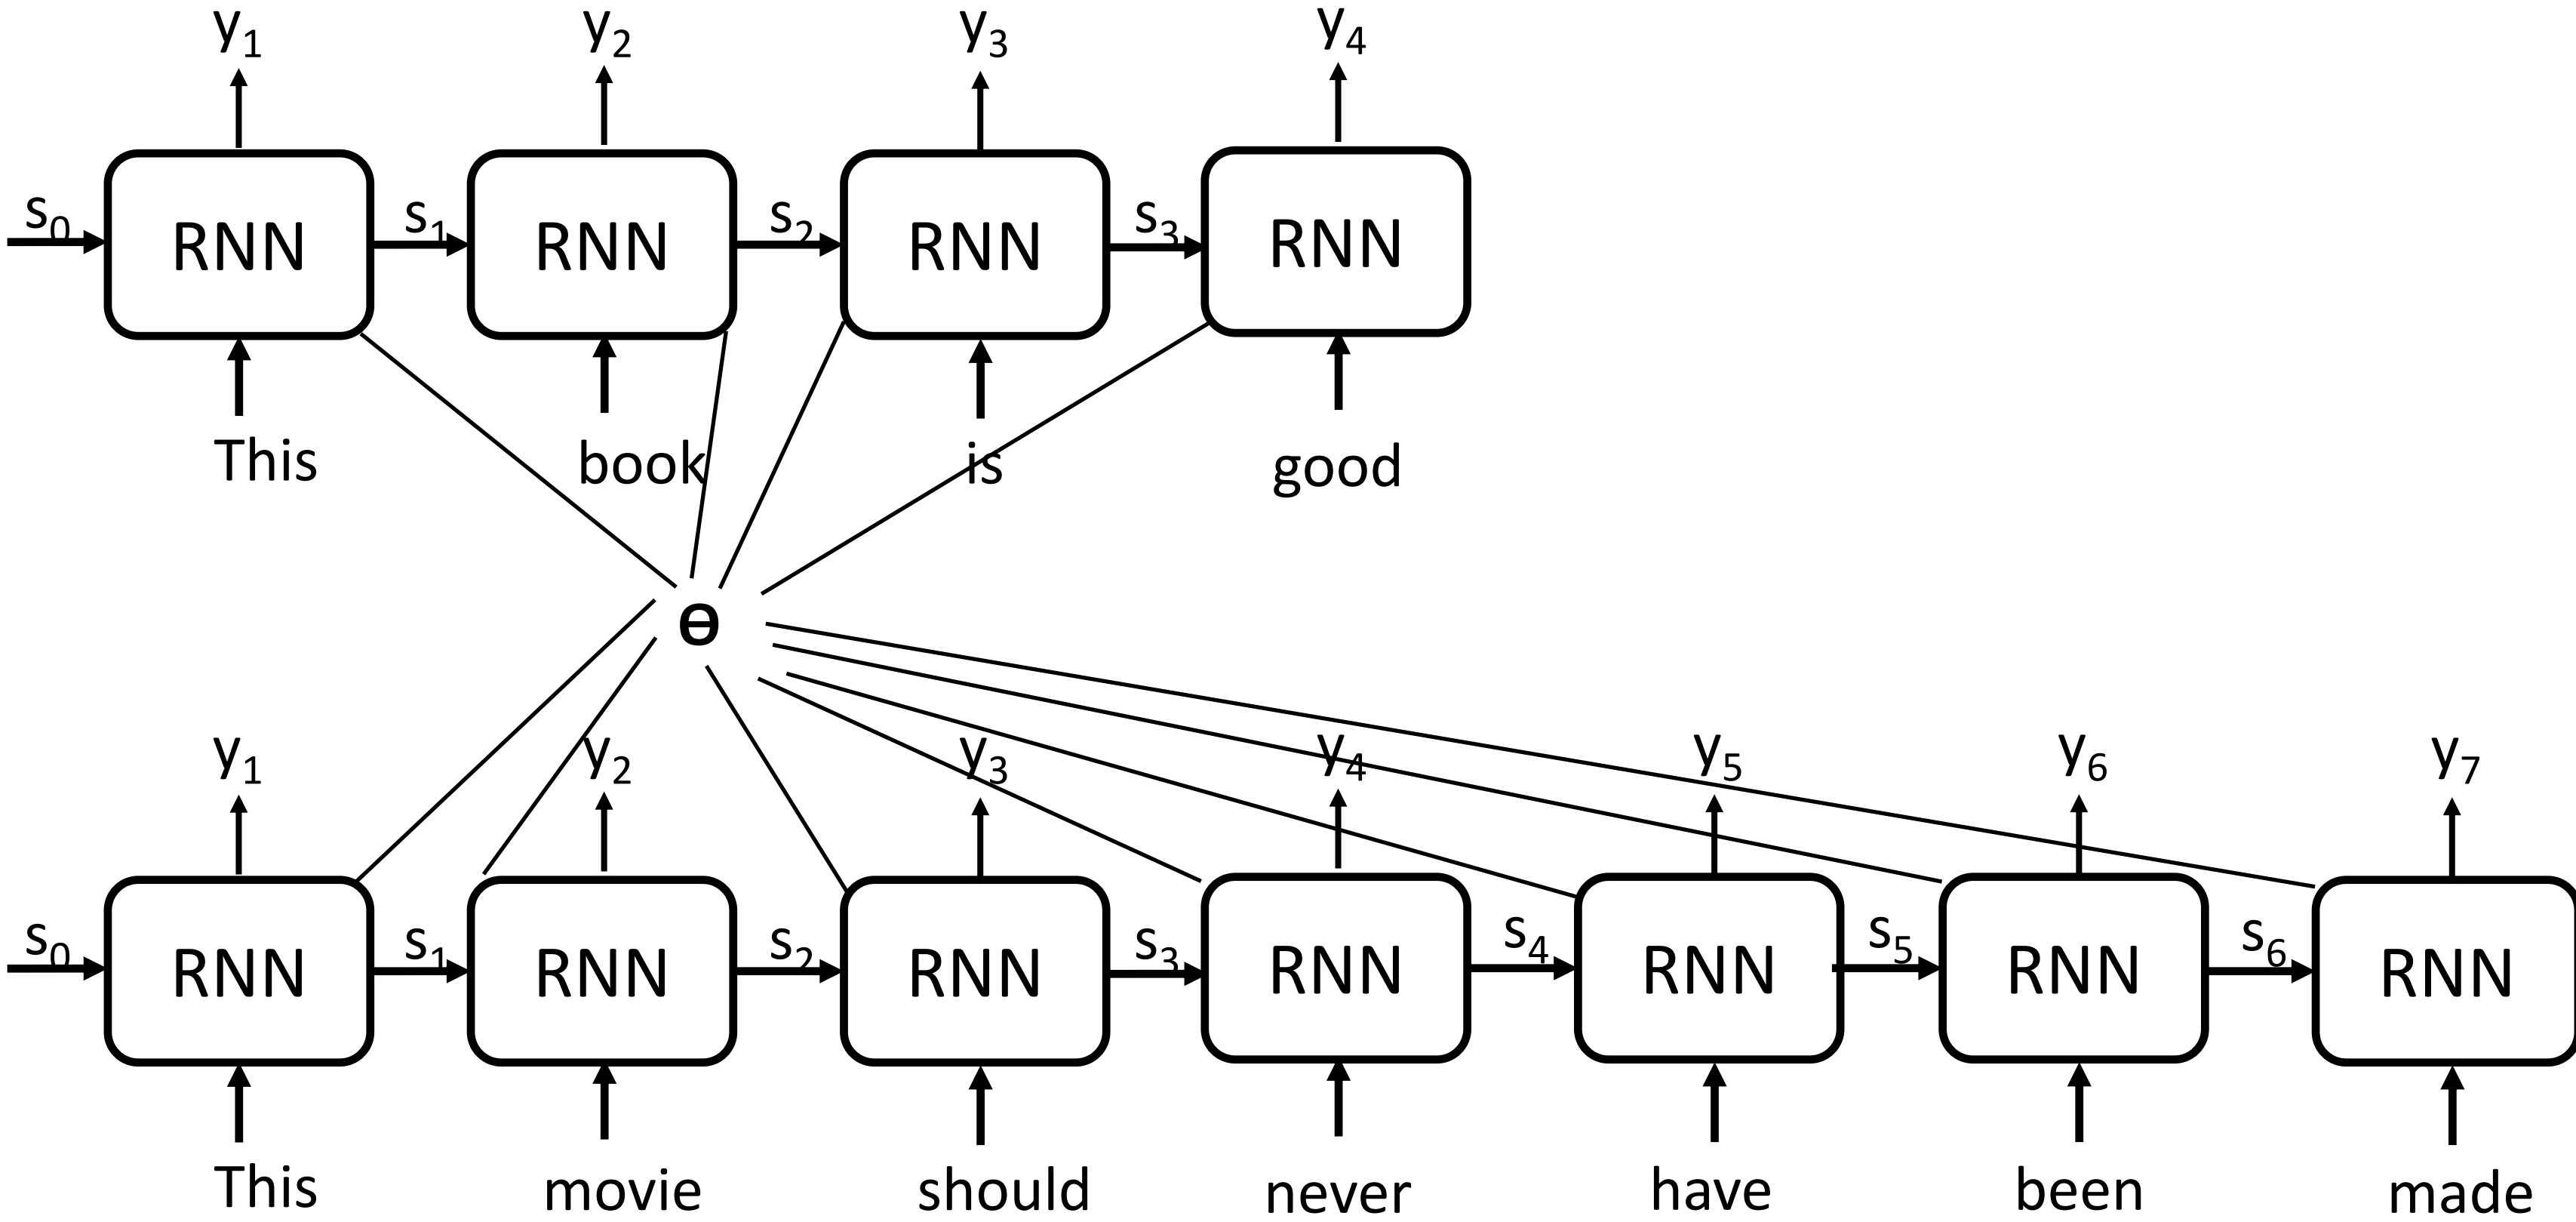 y1 y2 y3 y4
s0 RNN s1 RNN s2 RNN s3 RNN
This book is good
ɵ
y1 y2 y3 y4 y5 y6 y7
s0 RNN s1 RNN s2 RNN s3 RNN s4 RNN s5 RNN s6 RNN
This movie should never have been made